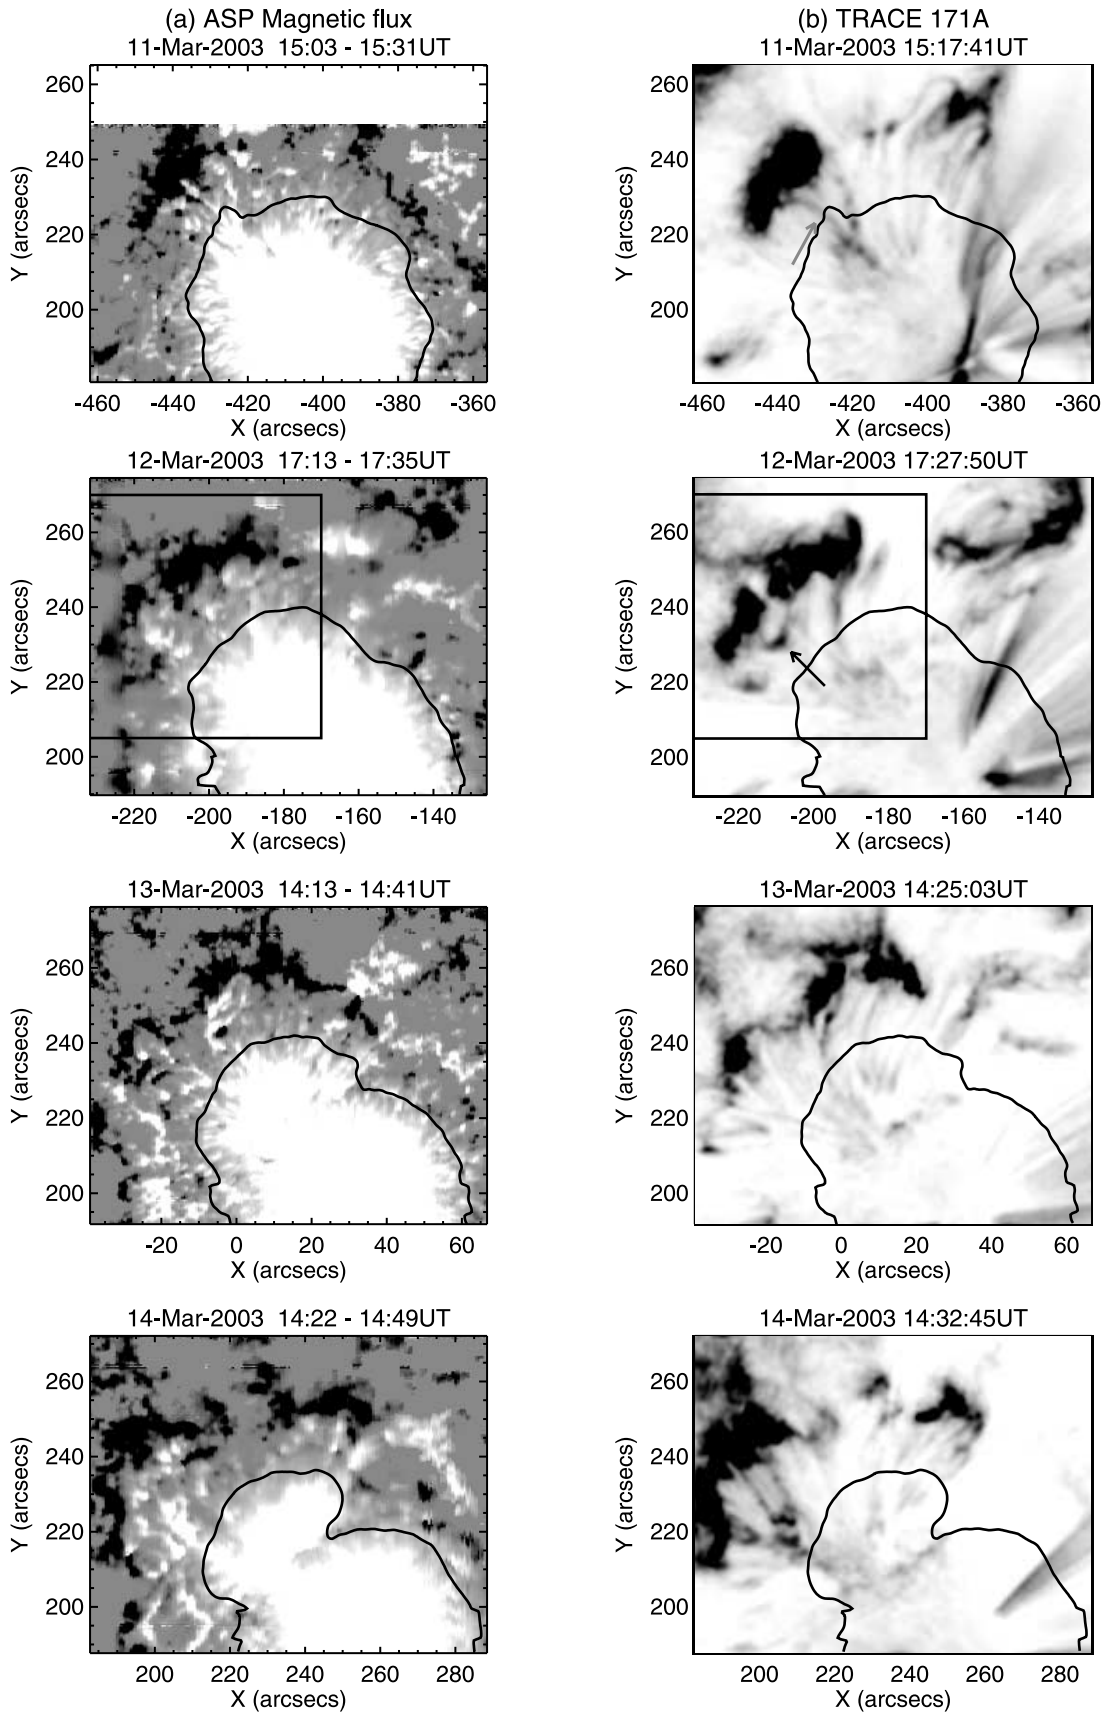 (a) ASP Magnetic flux
(b) TRACE 171A
11-Mar-2003 15:03 - 15:31UT
11-Mar-2003 15:17:41UT
260
240
220
200
Y (arcsecs)
-460 -440 -420 -400 -380 -360
X (arcsecs)
260
240
220
200
Y (arcsecs)
-460 -440 -420 -400 -380 -360
X (arcsecs)
12-Mar-2003 17:13 - 17:35UT
12-Mar-2003 17:27:50UT
260
240
220
200
Y (arcsecs)
-220 -200 -180 -160 -140
X (arcsecs)
260
240
220
200
Y (arcsecs)
-220 -200 -180 -160 -140
X (arcsecs)
13-Mar-2003 14:13 - 14:41UT
13-Mar-2003 14:25:03UT
260
240
220
200
Y (arcsecs)
-20 0 20 40 60
X (arcsecs)
260
240
220
200
Y (arcsecs)
-20 0 20 40 60
X (arcsecs)
14-Mar-2003 14:22 - 14:49UT
14-Mar-2003 14:32:45UT
260
240
220
200
Y (arcsecs)
200 220 240 260 280
X (arcsecs)
260
240
220
200
Y (arcsecs)
200 220 240 260 280
X (arcsecs)